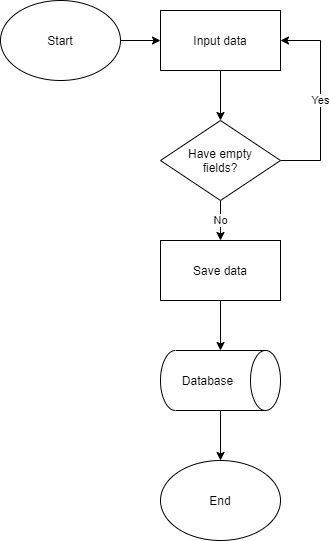 Start
Input data
Yes
Have empty
fields?
No
Save data
Database
End